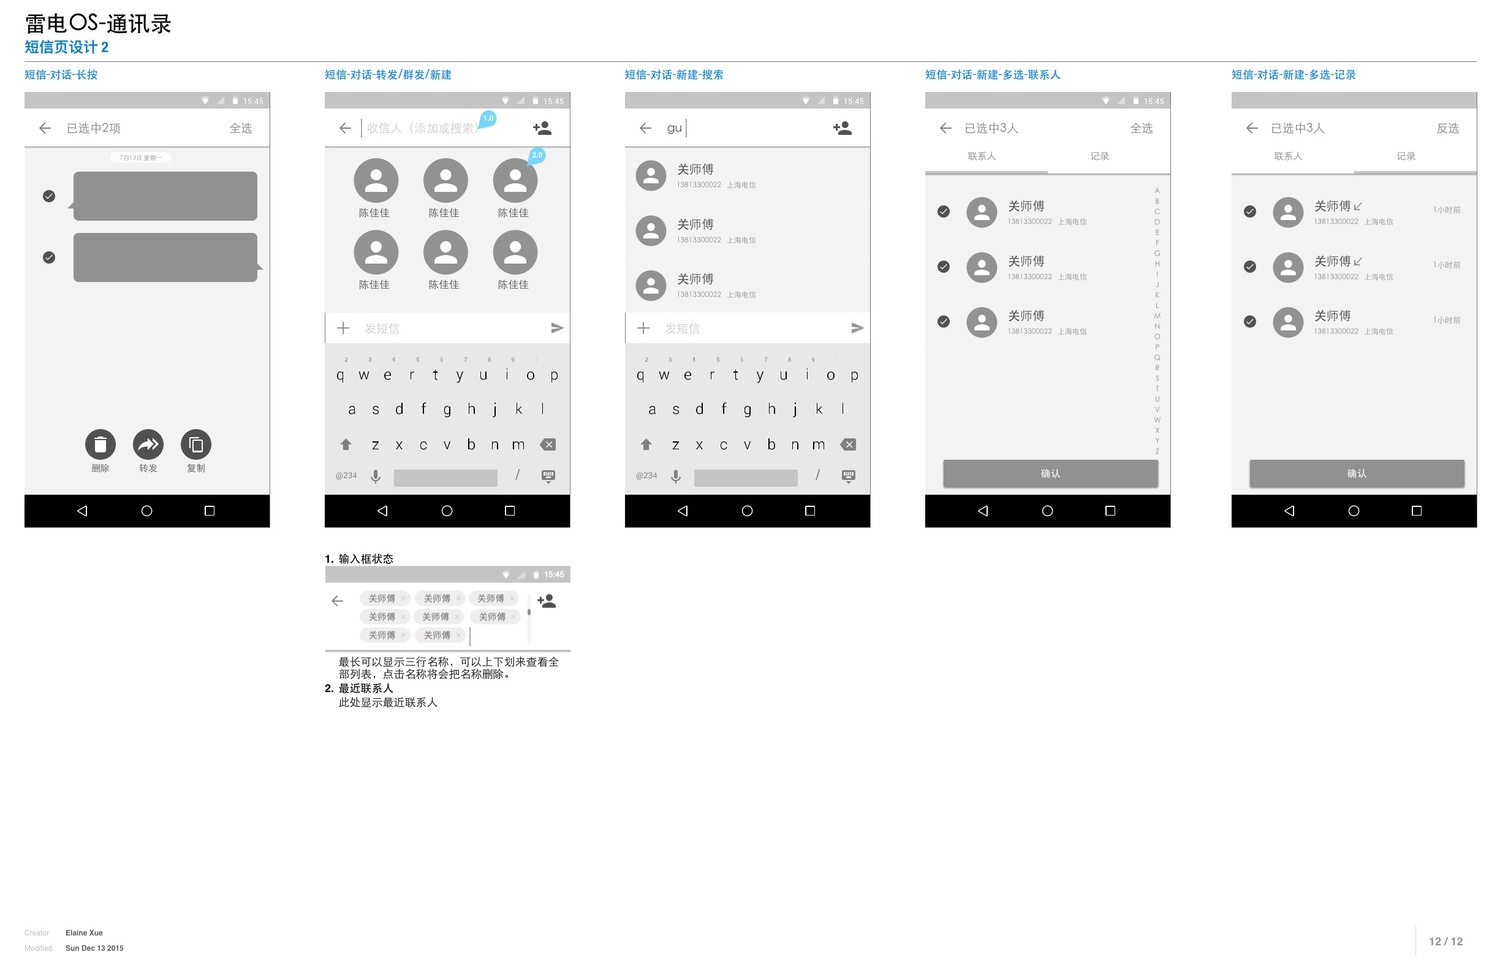 雷电OS-通讯录
短信页设计 2
短信-对话-长按
15:45
已选中2项
全选
7月13日 星期一
删除
转发
复制
短信-对话-转发/群发/新建
15:45
收信人（添加或搜索）
1.0
2.0
陈佳佳
陈佳佳
陈佳佳
陈佳佳
陈佳佳
陈佳佳
发短信
2 3 4 5 6 7 8 9
q w e r t y u i o p
a s d f g h j k l
z x c v b n m
@234
/
1. 输入框状态
15:45
关师傅 × 关师傅 × 关师傅 ×
关师傅 × 关师傅 × 关师傅 ×
关师傅 × 关师傅 ×
最长可以显示三行名称，可以上下划来查看全
部列表，点击名称将会把名称删除。
2. 最近联系人
此处显示最近联系人
短信-对话-新建-搜索
15:45
gu
关师傅
13813300022 上海电信
关师傅
13813300022 上海电信
关师傅
13813300022 上海电信
发短信
2 3 4 5 6 7 8 9
q w e r t y u i o p
a s d f g h j k l
z x c v b n m
@234
/
短信-对话-新建-多选-联系人
15:45
已选中3人
全选
联系人
记录
关师傅
13813300022 上海电信
关师傅
13813300022 上海电信
关师傅
13813300022 上海电信
A
B
C
D
E
F
G
H
I
J
K
L
M
N
O
P
Q
R
S
T
U
V
W
X
Y
Z
确认
短信-对话-新建-多选-记录
已选中3人
反选
联系人
记录
关师傅
13813300022 上海电信
1小时前
关师傅
13813300022 上海电信
1小时前
关师傅
13813300022 上海电信
1小时前
确认
Creator Elaine Xue
Modified Sun Dec 13 2015
12 / 12